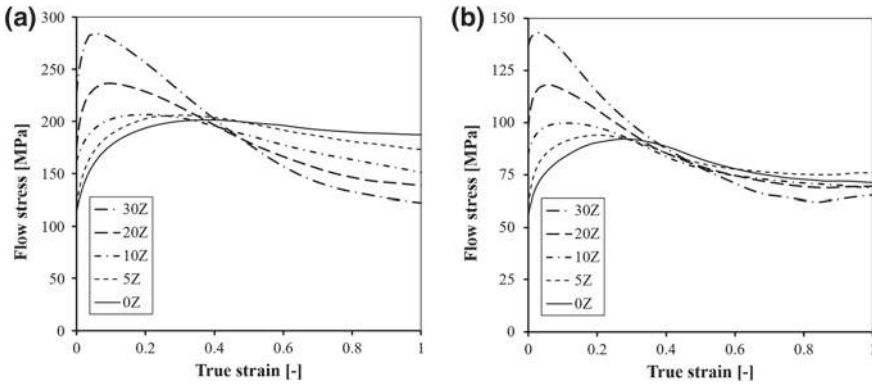 (a)
300
250
200
150
100
50
0
Flow stress [MPa]
30Z
20Z
10Z
5Z
0Z
0 0.2 0.4 0.6 0.8 1
True strain [-]
(b)
150
125
100
75
50
25
0
Flow stress [MPa]
30Z
20Z
10Z
5Z
0Z
0 0.2 0.4 0.6 0.8 1
True strain [-]